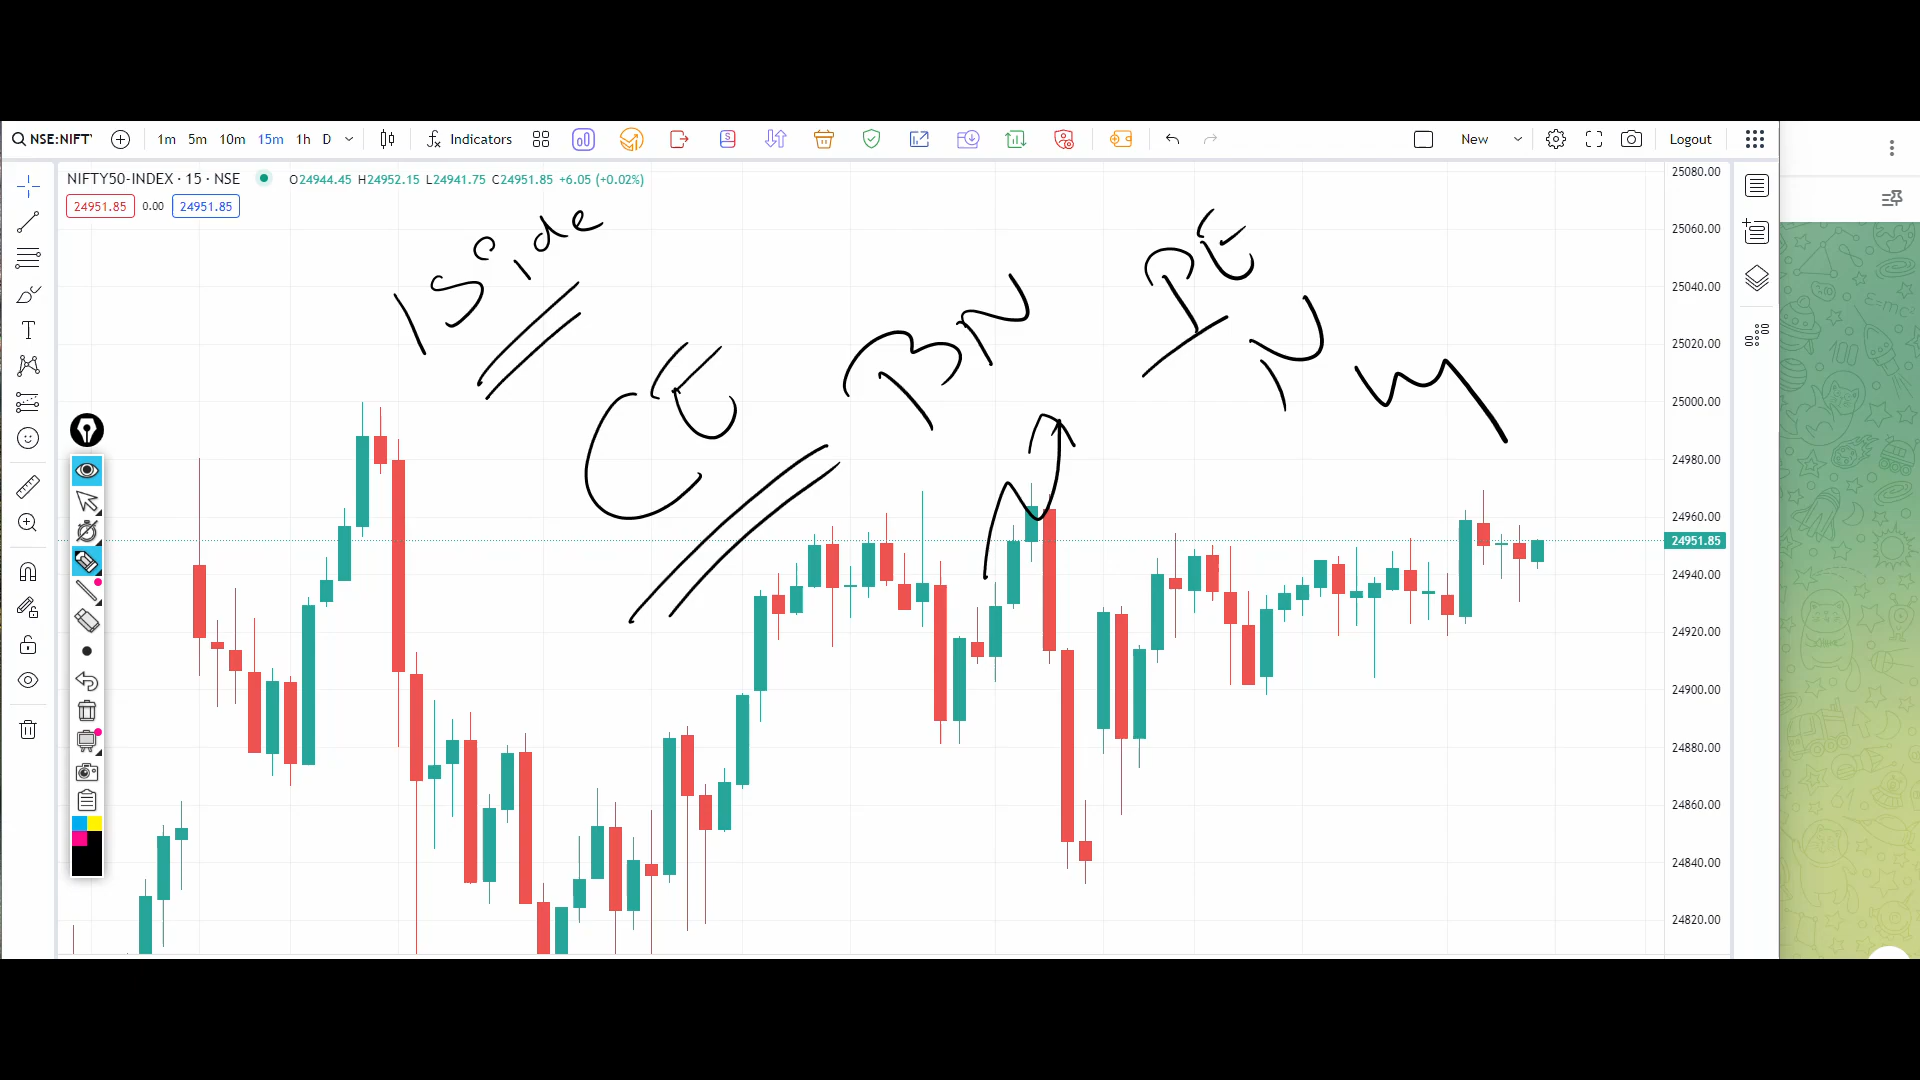 NSE:NIFTY 1m 5m 10m 15m 1h D Indicators New Logout
NIFTY50-INDEX · 15 · NSE O24944.45 H24952.15 L24941.75 C24951.85 +6.05 (+0.02%)
24951.85 0.00 24951.85
1 Side
CE BN PE
N
25080.00
25060.00
25040.00
25020.00
25000.00
24980.00
24960.00
24951.85
24940.00
24920.00
24900.00
24880.00
24860.00
24840.00
24820.00